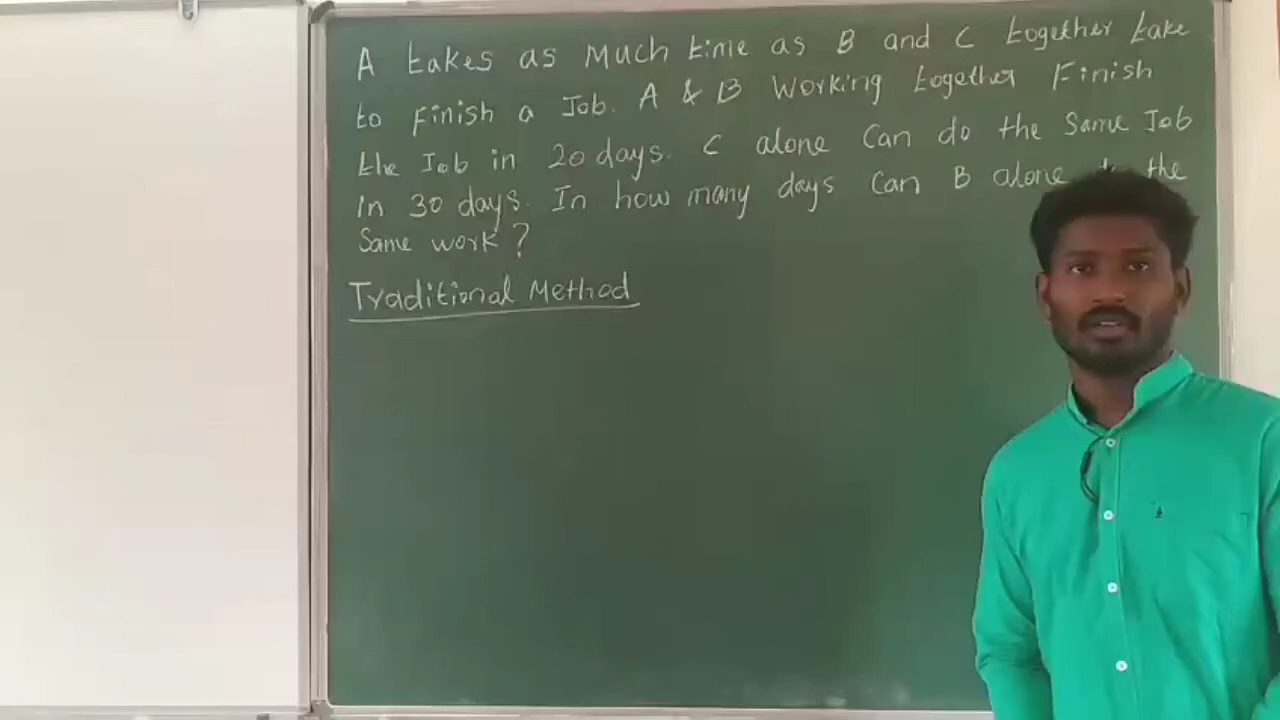 A takes as much time as B and C together take
to Finish a Job. A & B Working together Finish
the Job in 20 days. C alone can do the Same Job
in 30 days. In how many days can B alone the
Same work?
Traditional Method